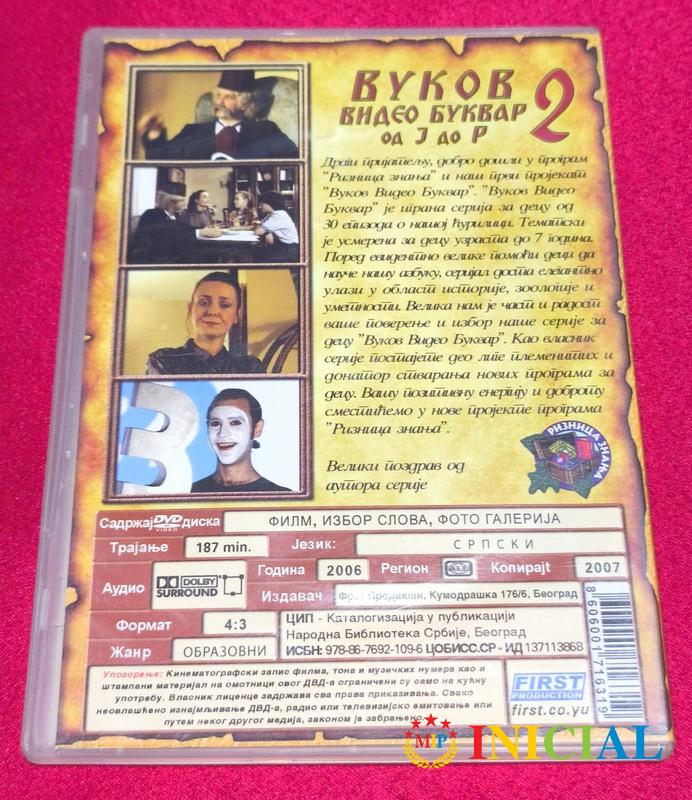 ВУКОВ
ВИДЕО БУКВАР
од Ј до Р
2
Драги пријатељу, добро дошли у програм
"Ризница знања" и наш први пројекат
"Вуков Видео Буквар". "Вуков Видео
Буквар" је играна серија за децу од
30 епизода о нашој ћирилици. Тематски
је усмерена за децу узраста до 7 година.
Поред евидентно велике помоћи деци да
науче нашу азбуку, серијал доста елегантно
улази у област историје, зоологије и
уметности. Велика нам је част и радост
ваше поверење и избор наше серије за
децу "Вуков Видео Буквар". Као власник
серије постајете део лиге племенитих и
донатор стварања нових програма за
децу. Вашу позитивну енергију и доброту
сместићемо у нове пројекте програма
"Ризница знања".
РИЗНИЦА ЗНАЊА
Велики поздрав од
аутора серије
Садржај DVD VIDEO диска ФИЛМ, ИЗБОР СЛОВА, ФОТО ГАЛЕРИЈА
Трајање 187 min. Језик: СРПСКИ
Аудио DOLBY SURROUND Година 2006 Регион ALL Копирајт 2007
Издавач Фрст Продакшн, Кумодрашка 176/6, Београд
Формат 4:3 ЦИП - Каталогизација у публикацији
Народна Библиотека Србије, Београд
Жанр ОБРАЗОВНИ ИСБН: 978-86-7692-109-6 ЦОБИСС.СР - ИД 137113868
Упозорење: Кинематографски запис филма, тона и музичких нумера као и
штампани материјал на омотници овог ДВД-а ограничени су само на кућну
употребу. Власник лиценце задржава сва права приказивања. Свако
неовлашћено изнајмљивање ДВД-а, радио или телевизијско емитовање или
путем неког другог медија, законом је забрањено.
FIRST
PRODUCTION
first.co.yu
8606001776319
MP INICIAL